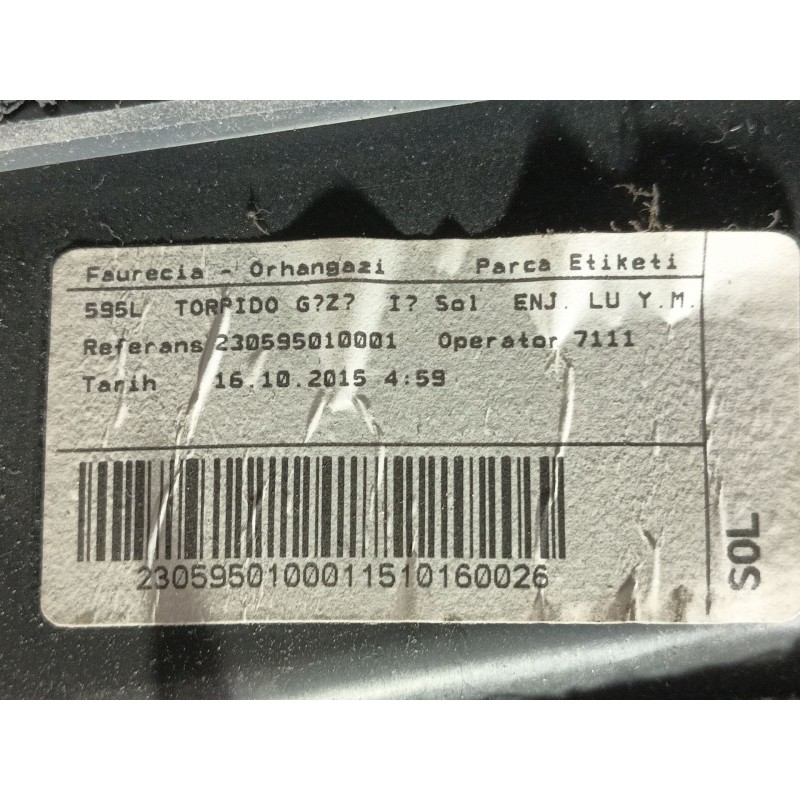 Faurecia - Orhangazi Parca Etiketi
595L TORPIDO G?Z? I? Sol ENJ. LU Y.M.
Referans 230595010001 Operator 7111
Tarih 16.10.2015 4:59
2305950100011510160026
SOL